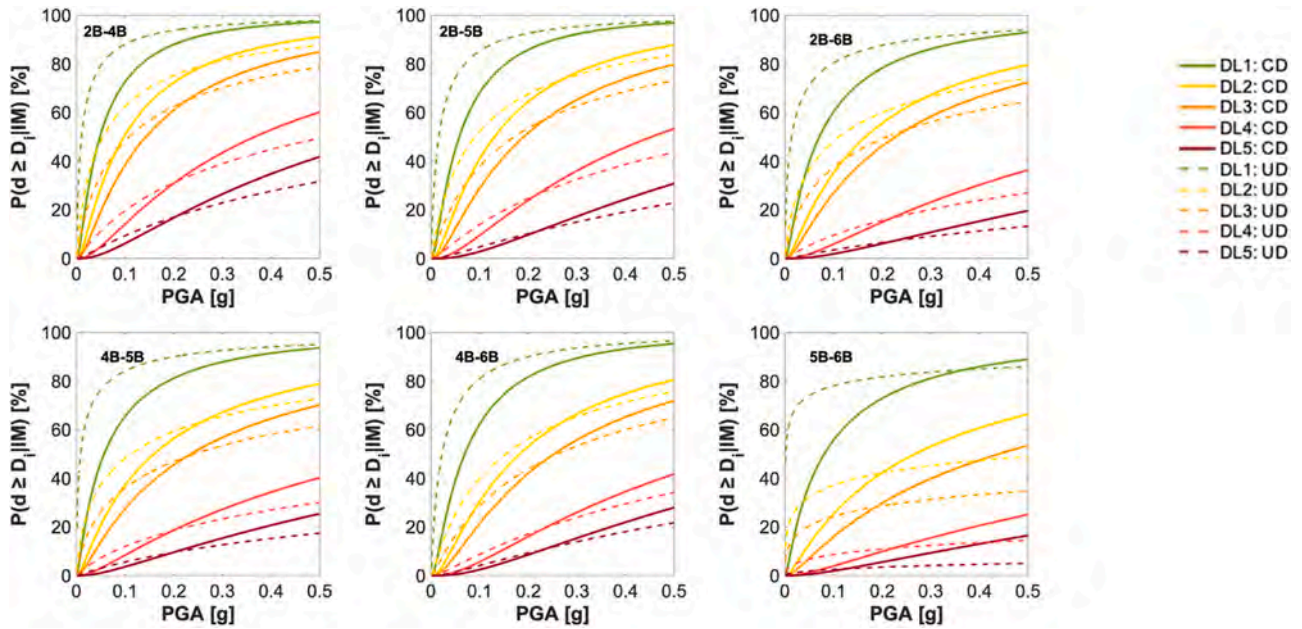 2B-4B
P(d ≥ D_i|IM) [%]
100
80
60
40
20
0
0 0.1 0.2 0.3 0.4 0.5
PGA [g]
2B-5B
P(d ≥ D_i|IM) [%]
100
80
60
40
20
0
0 0.1 0.2 0.3 0.4 0.5
PGA [g]
2B-6B
P(d ≥ D_i|IM) [%]
100
80
60
40
20
0
0 0.1 0.2 0.3 0.4 0.5
PGA [g]
DL1: CD
DL2: CD
DL3: CD
DL4: CD
DL5: CD
DL1: UD
DL2: UD
DL3: UD
DL4: UD
DL5: UD
4B-5B
P(d ≥ D_i|IM) [%]
100
80
60
40
20
0
0 0.1 0.2 0.3 0.4 0.5
PGA [g]
4B-6B
P(d ≥ D_i|IM) [%]
100
80
60
40
20
0
0 0.1 0.2 0.3 0.4 0.5
PGA [g]
5B-6B
P(d ≥ D_i|IM) [%]
100
80
60
40
20
0
0 0.1 0.2 0.3 0.4 0.5
PGA [g]